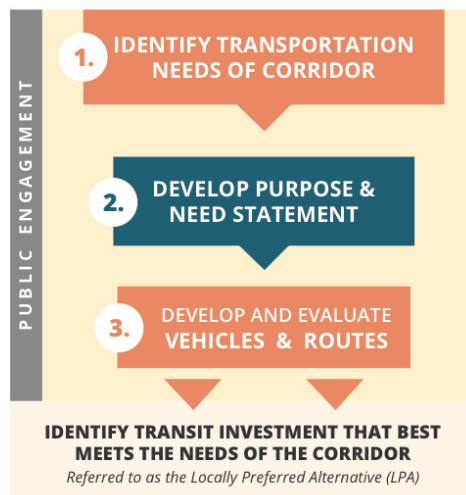 PUBLIC ENGAGEMENT
1.
IDENTIFY TRANSPORTATION
NEEDS OF CORRIDOR
2.
DEVELOP PURPOSE &
NEED STATEMENT
3.
DEVELOP AND EVALUATE
VEHICLES & ROUTES
IDENTIFY TRANSIT INVESTMENT THAT BEST
MEETS THE NEEDS OF THE CORRIDOR
Referred to as the Locally Preferred Alternative (LPA)